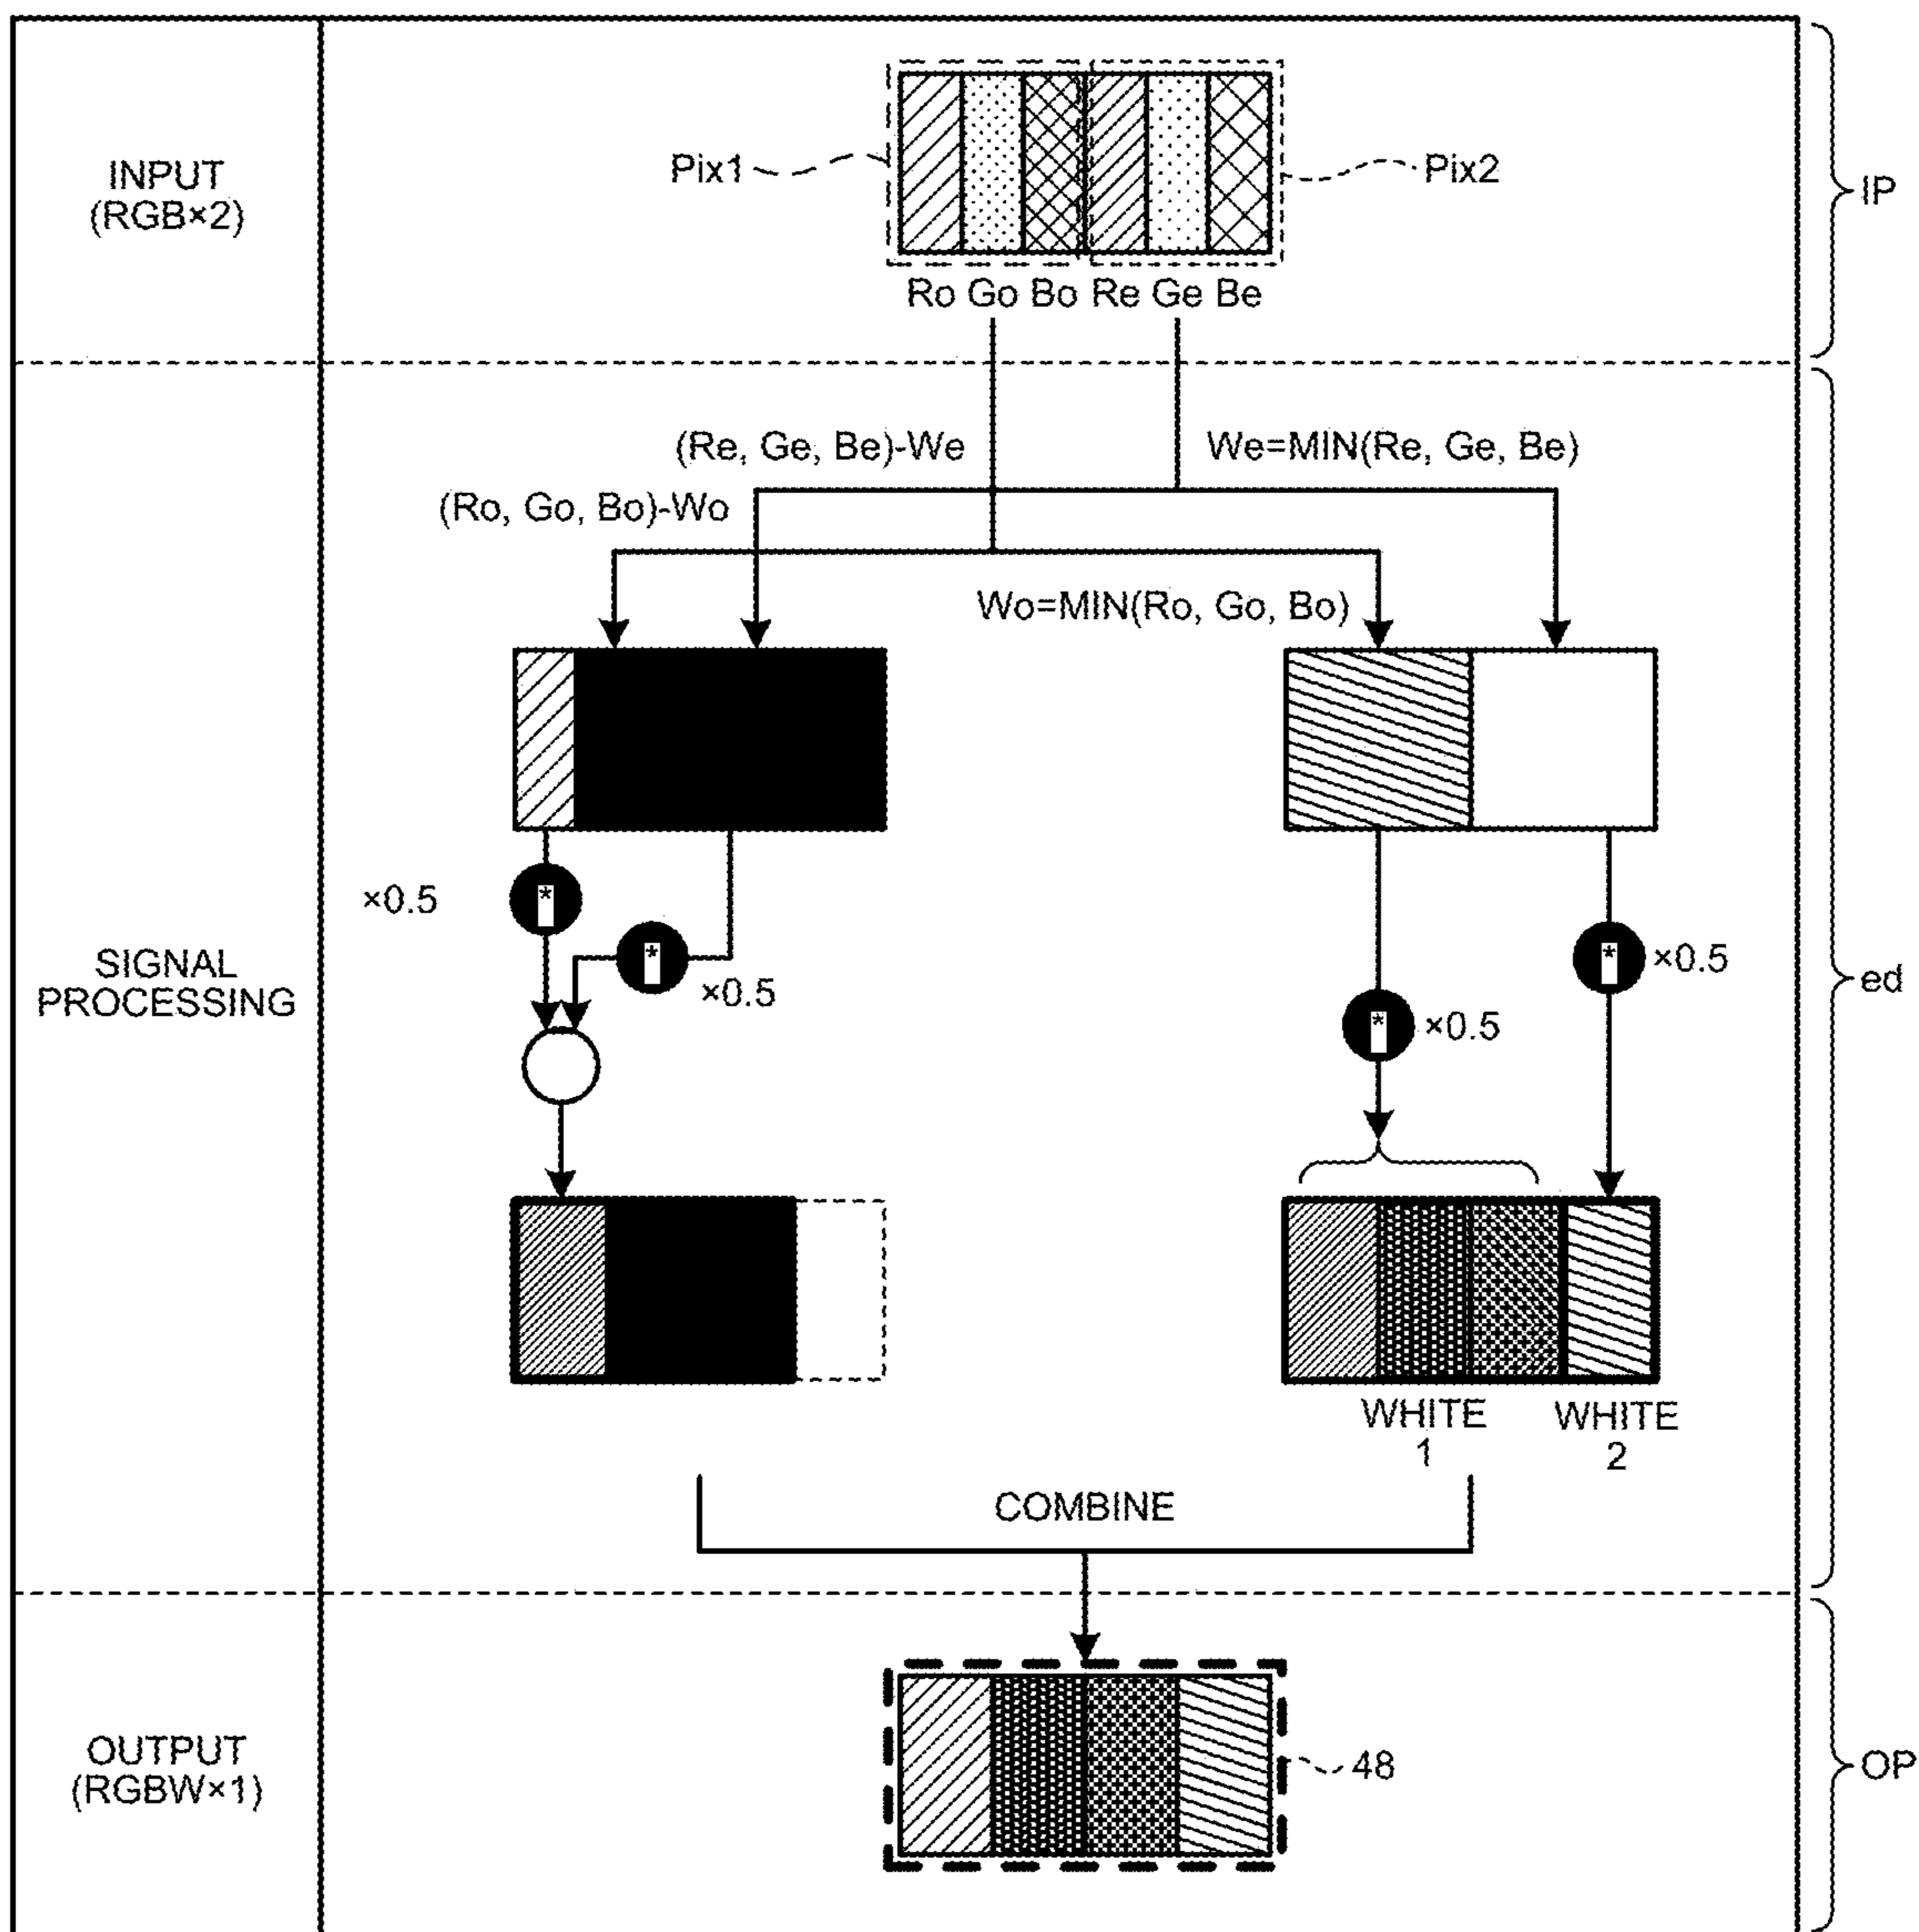 INPUT
(RGB×2)
Pix1
Pix2
IP
Ro Go Bo Re Ge Be
(Re, Ge, Be)-We
We=MIN(Re, Ge, Be)
(Ro, Go, Bo)-Wo
Wo=MIN(Ro, Go, Bo)
×0.5
*
*
×0.5
*
×0.5
*
×0.5
SIGNAL
PROCESSING
ed
WHITE
1
WHITE
2
COMBINE
OUTPUT
(RGBW×1)
48
OP